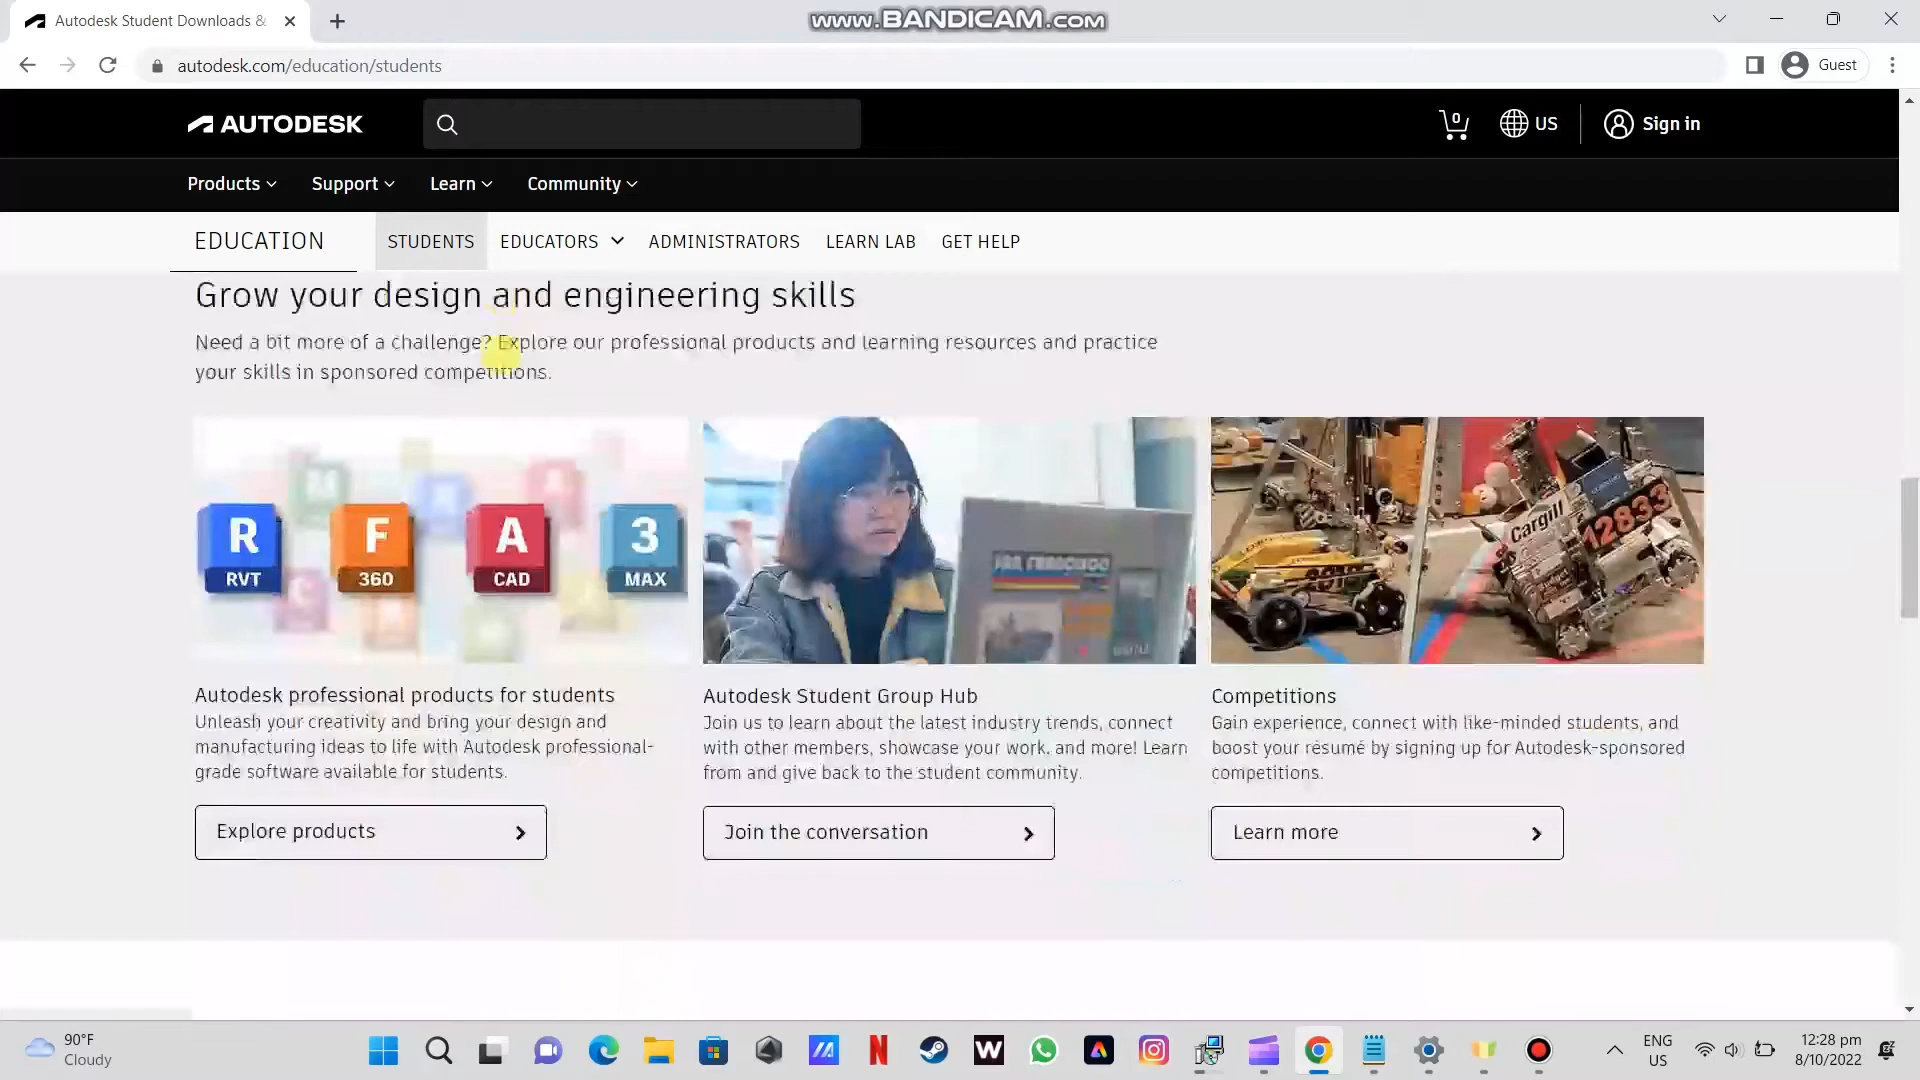 Autodesk Student Downloads &
www.BANDICAM.com
autodesk.com/education/students
Guest
AUTODESK
0
US
Sign in
Products
Support
Learn
Community
EDUCATION
STUDENTS
EDUCATORS
ADMINISTRATORS
LEARN LAB
GET HELP
Grow your design and engineering skills
Need a bit more of a challenge? Explore our professional products and learning resources and practice
your skills in sponsored competitions.
R
RVT
F
360
A
CAD
3
MAX
SAN FRANCISCO
Cargill
12833
Autodesk professional products for students
Unleash your creativity and bring your design and
manufacturing ideas to life with Autodesk professional-
grade software available for students.
Explore products
Autodesk Student Group Hub
Join us to learn about the latest industry trends, connect
with other members, showcase your work, and more! Learn
from and give back to the student community.
Join the conversation
Competitions
Gain experience, connect with like-minded students, and
boost your résumé by signing up for Autodesk-sponsored
competitions.
Learn more
90°F
Cloudy
ENG
US
12:28 pm
8/10/2022